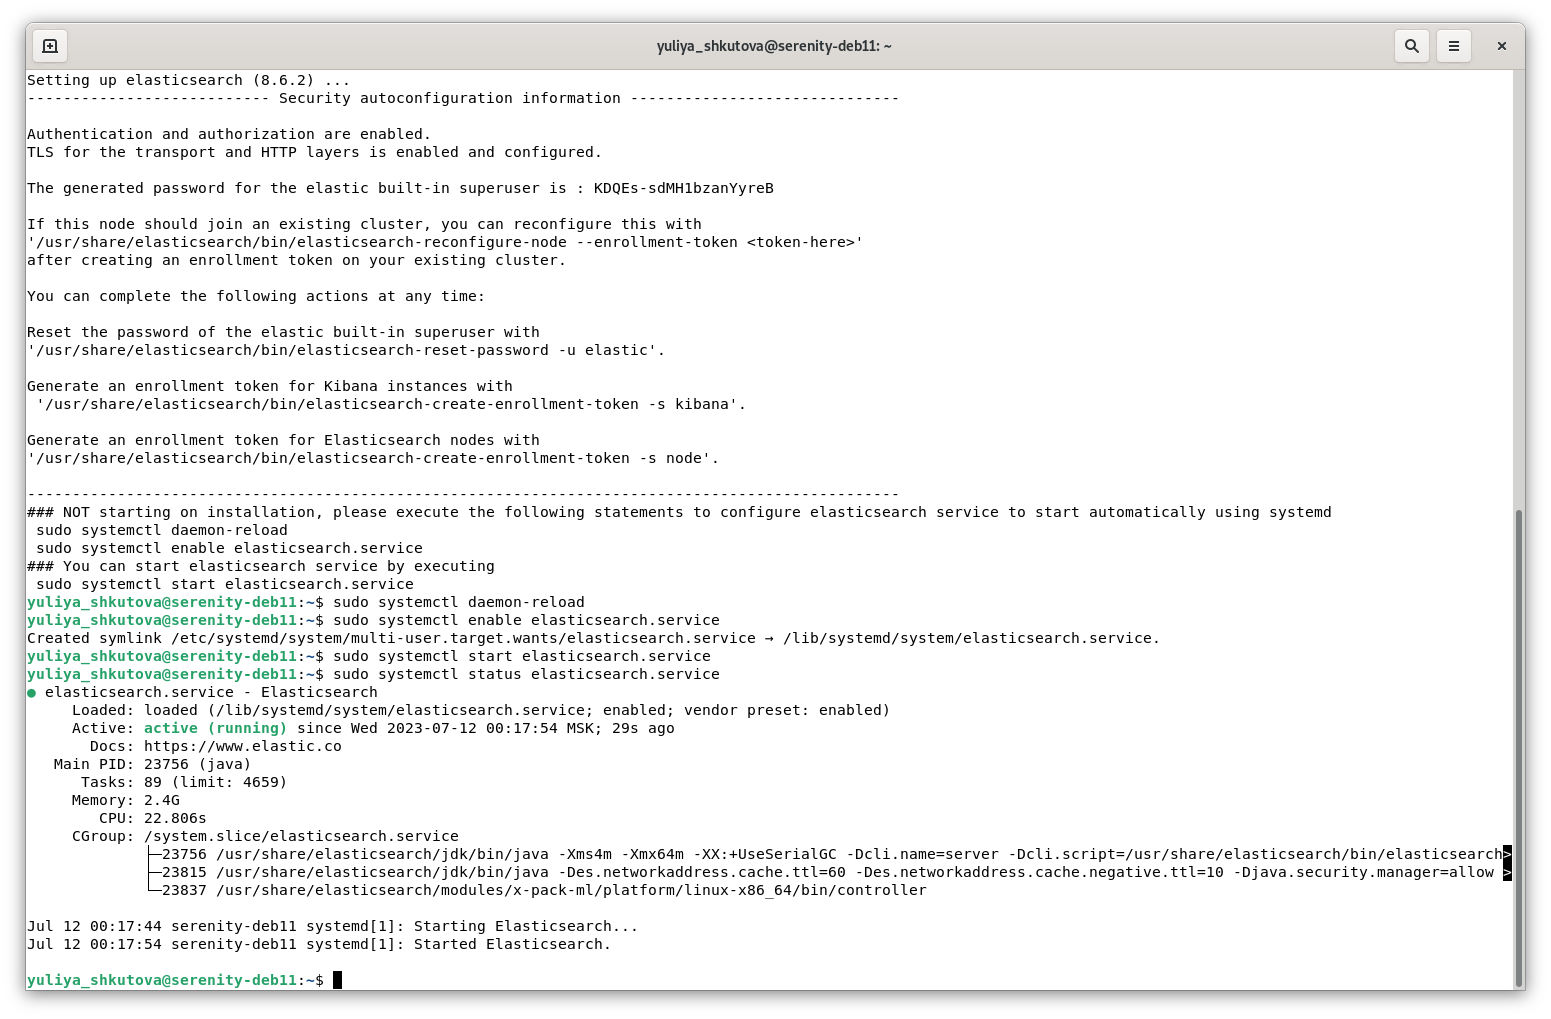 yuliya_shkutova@serenity-deb11: ~
Setting up elasticsearch (8.6.2) ...
--------------------------- Security autoconfiguration information ------------------------------
Authentication and authorization are enabled.
TLS for the transport and HTTP layers is enabled and configured.
The generated password for the elastic built-in superuser is : KDQEs-sdMH1bzanYyreB
If this node should join an existing cluster, you can reconfigure this with
'/usr/share/elasticsearch/bin/elasticsearch-reconfigure-node --enrollment-token <token-here>'
after creating an enrollment token on your existing cluster.
You can complete the following actions at any time:
Reset the password of the elastic built-in superuser with
'/usr/share/elasticsearch/bin/elasticsearch-reset-password -u elastic'.
Generate an enrollment token for Kibana instances with
 '/usr/share/elasticsearch/bin/elasticsearch-create-enrollment-token -s kibana'.
Generate an enrollment token for Elasticsearch nodes with
'/usr/share/elasticsearch/bin/elasticsearch-create-enrollment-token -s node'.
-------------------------------------------------------------------------------------------------
### NOT starting on installation, please execute the following statements to configure elasticsearch service to start automatically using systemd
 sudo systemctl daemon-reload
 sudo systemctl enable elasticsearch.service
### You can start elasticsearch service by executing
 sudo systemctl start elasticsearch.service
yuliya_shkutova@serenity-deb11:~$ sudo systemctl daemon-reload
yuliya_shkutova@serenity-deb11:~$ sudo systemctl enable elasticsearch.service
Created symlink /etc/systemd/system/multi-user.target.wants/elasticsearch.service → /lib/systemd/system/elasticsearch.service.
yuliya_shkutova@serenity-deb11:~$ sudo systemctl start elasticsearch.service
yuliya_shkutova@serenity-deb11:~$ sudo systemctl status elasticsearch.service
● elasticsearch.service - Elasticsearch
     Loaded: loaded (/lib/systemd/system/elasticsearch.service; enabled; vendor preset: enabled)
     Active: active (running) since Wed 2023-07-12 00:17:54 MSK; 29s ago
       Docs: https://www.elastic.co
   Main PID: 23756 (java)
      Tasks: 89 (limit: 4659)
     Memory: 2.4G
        CPU: 22.806s
     CGroup: /system.slice/elasticsearch.service
             ├─23756 /usr/share/elasticsearch/jdk/bin/java -Xms4m -Xmx64m -XX:+UseSerialGC -Dcli.name=server -Dcli.script=/usr/share/elasticsearch/bin/elasticsearch>
             ├─23815 /usr/share/elasticsearch/jdk/bin/java -Des.networkaddress.cache.ttl=60 -Des.networkaddress.cache.negative.ttl=10 -Djava.security.manager=allow >
             └─23837 /usr/share/elasticsearch/modules/x-pack-ml/platform/linux-x86_64/bin/controller
Jul 12 00:17:44 serenity-deb11 systemd[1]: Starting Elasticsearch...
Jul 12 00:17:54 serenity-deb11 systemd[1]: Started Elasticsearch.
yuliya_shkutova@serenity-deb11:~$